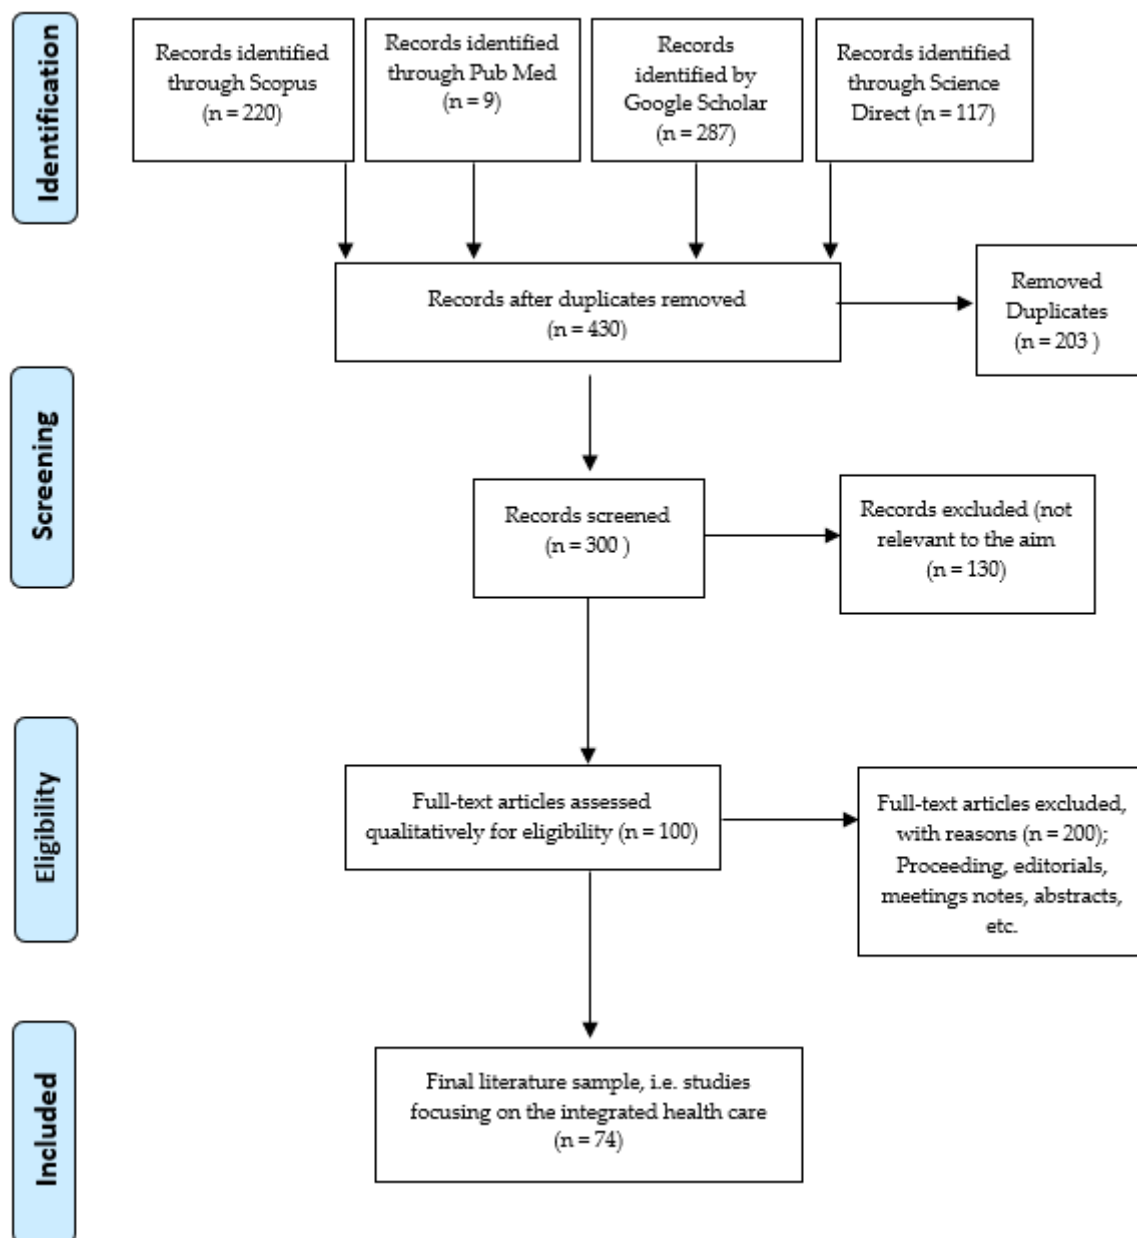 Identification
Records identified
through Scopus
(n = 220)
Records identified
through Pub Med
(n = 9)
Records
identified by
Google Scholar
(n = 287)
Records identified
through Science
Direct (n = 117)
Records after duplicates removed
(n = 430)
Removed
Duplicates
(n = 203 )
Screening
Records screened
(n = 300 )
Records excluded (not
relevant to the aim
(n = 130)
Eligibility
Full-text articles assessed
qualitatively for eligibility (n = 100)
Full-text articles excluded,
with reasons (n = 200);
Proceeding, editorials,
meetings notes, abstracts,
etc.
Included
Final literature sample, i.e. studies
focusing on the integrated health care
(n = 74)